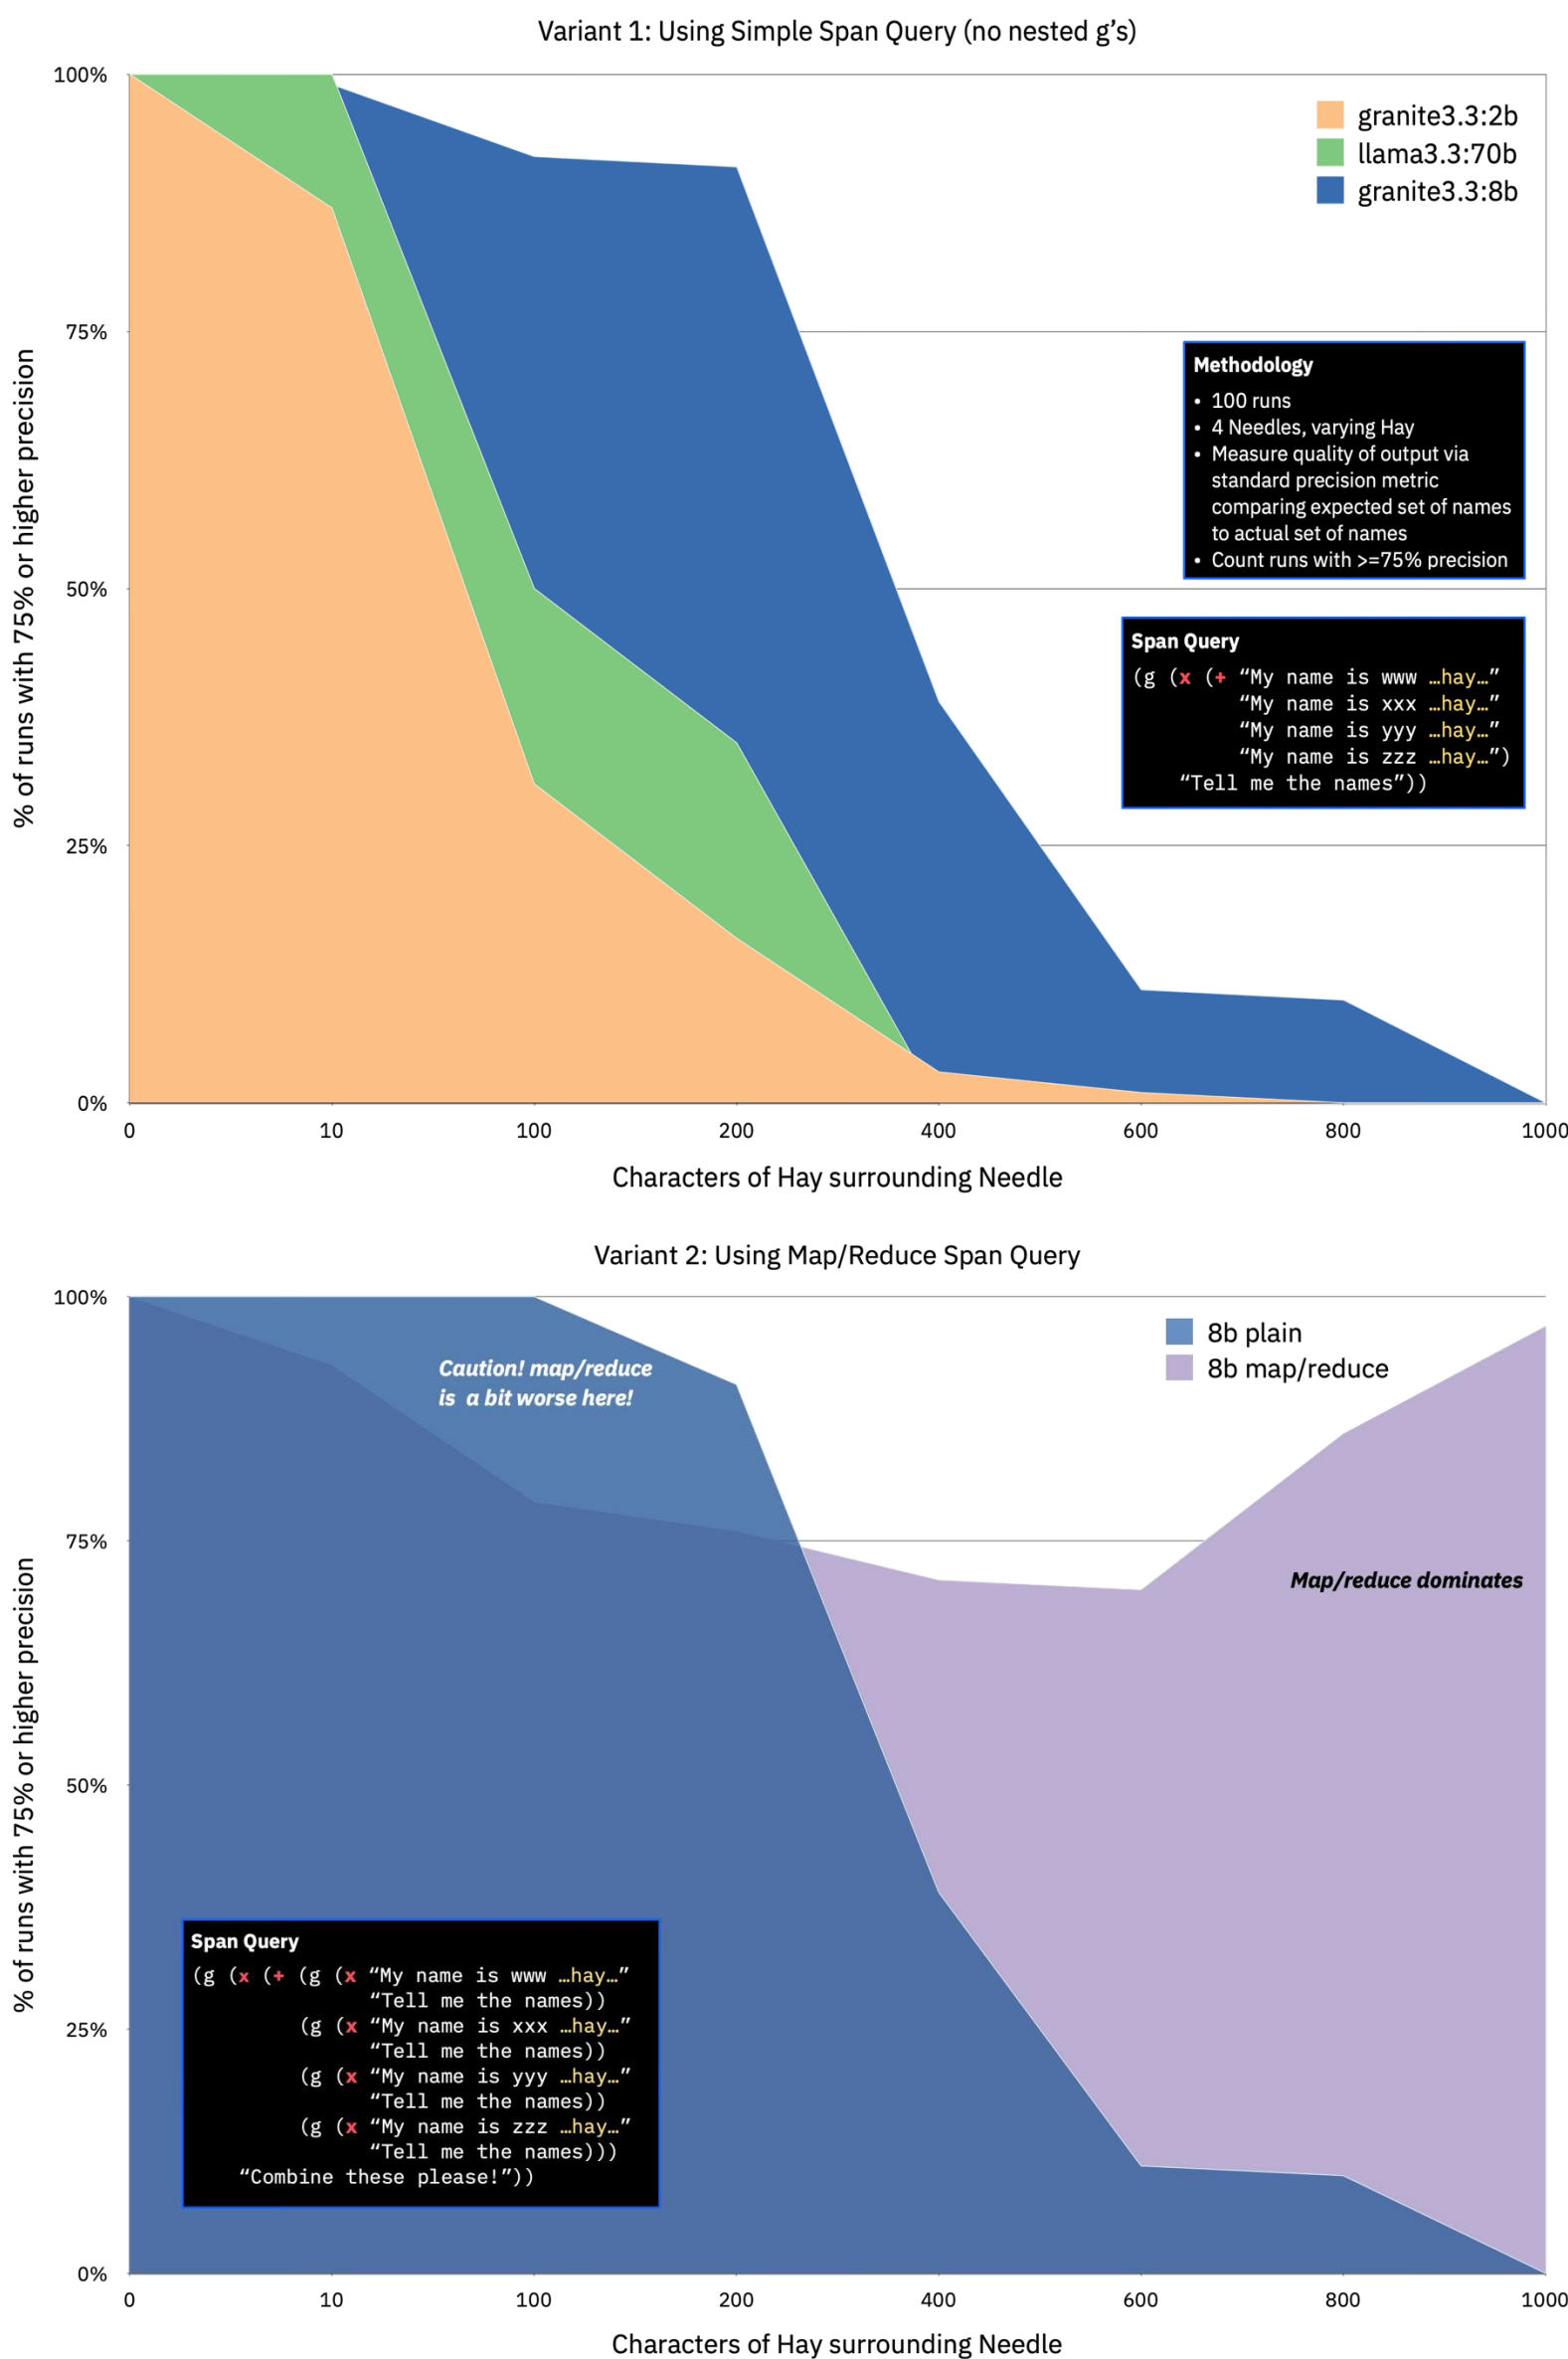 Variant 1: Using Simple Span Query (no nested g’s)
100%
75%
50%
25%
0%
% of runs with 75% or higher precision
granite3.3:2b
llama3.3:70b
granite3.3:8b
Methodology
• 100 runs
• 4 Needles, varying Hay
• Measure quality of output via
standard precision metric
comparing expected set of names
to actual set of names
• Count runs with >=75% precision
Span Query
(g (x (+ “My name is www …hay…”
“My name is xxx …hay…”
“My name is yyy …hay…”
“My name is zzz …hay…”)
“Tell me the names”))
0 10 100 200 400 600 800 1000
Characters of Hay surrounding Needle
Variant 2: Using Map/Reduce Span Query
100%
75%
50%
25%
0%
% of runs with 75% or higher precision
8b plain
8b map/reduce
Caution! map/reduce
is a bit worse here!
Map/reduce dominates
Span Query
(g (x (+ (g (x “My name is www …hay…”
“Tell me the names))
(g (x “My name is xxx …hay…”
“Tell me the names))
(g (x “My name is yyy …hay…”
“Tell me the names))
(g (x “My name is zzz …hay…”
“Tell me the names)))
“Combine these please!”))
0 10 100 200 400 600 800 1000
Characters of Hay surrounding Needle